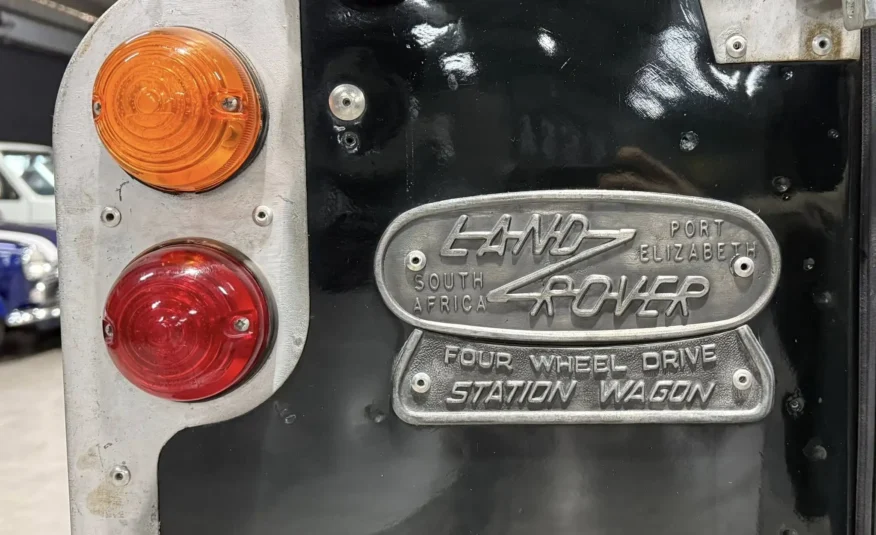 LAND
ROVER
PORT
ELIZABETH
SOUTH
AFRICA
FOUR WHEEL DRIVE
STATION WAGON